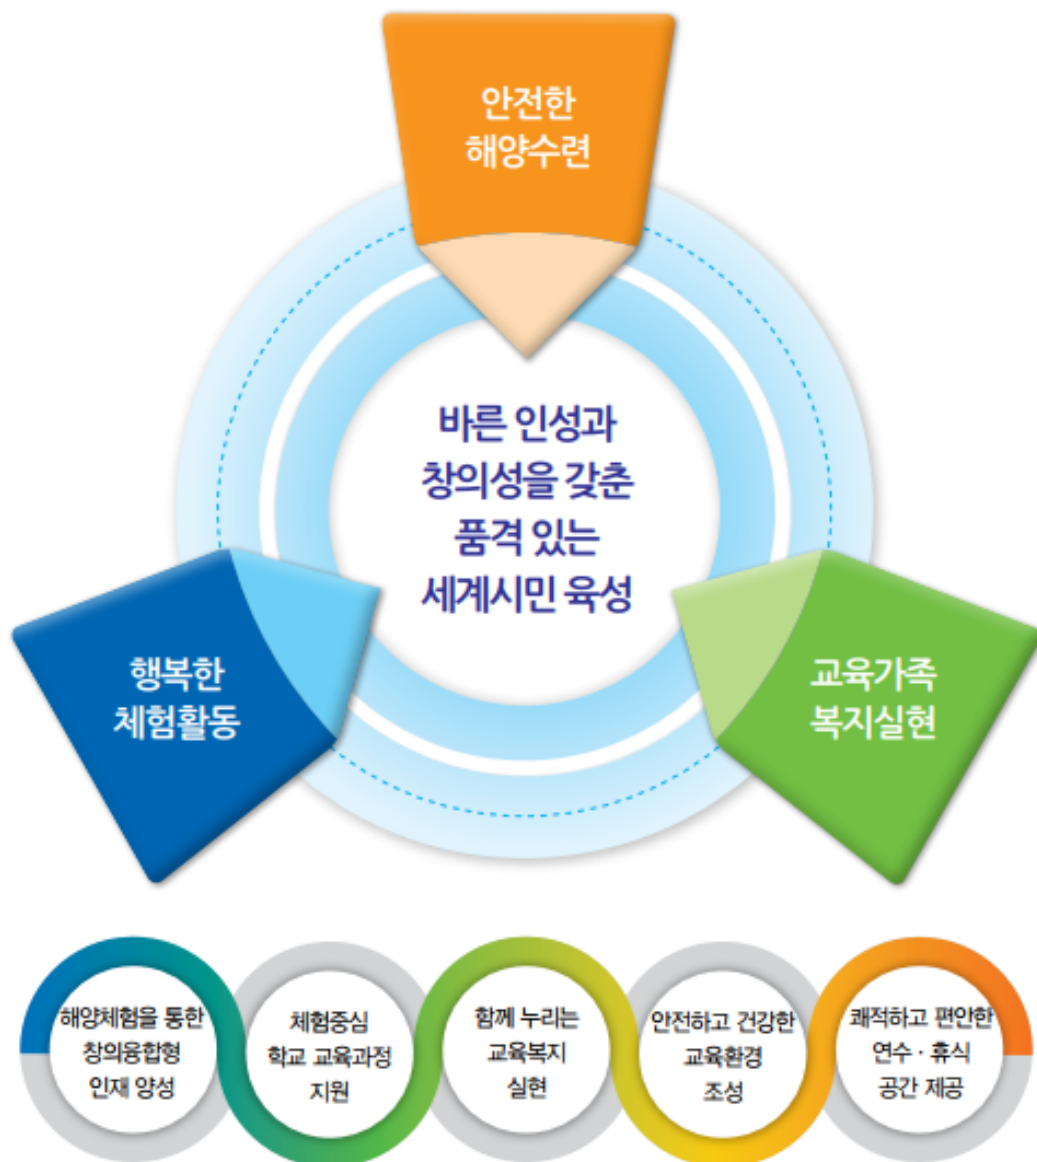 안전한
해양수련
바른 인성과
창의성을 갖춘
품격 있는
세계시민 육성
행복한
체험활동
교육가족
복지실현
해양체험을 통한
창의융합형
인재 양성
체험중심
학교 교육과정
지원
함께 누리는
교육복지
실현
안전하고 건강한
교육환경
조성
쾌적하고 편안한
연수 · 휴식
공간 제공